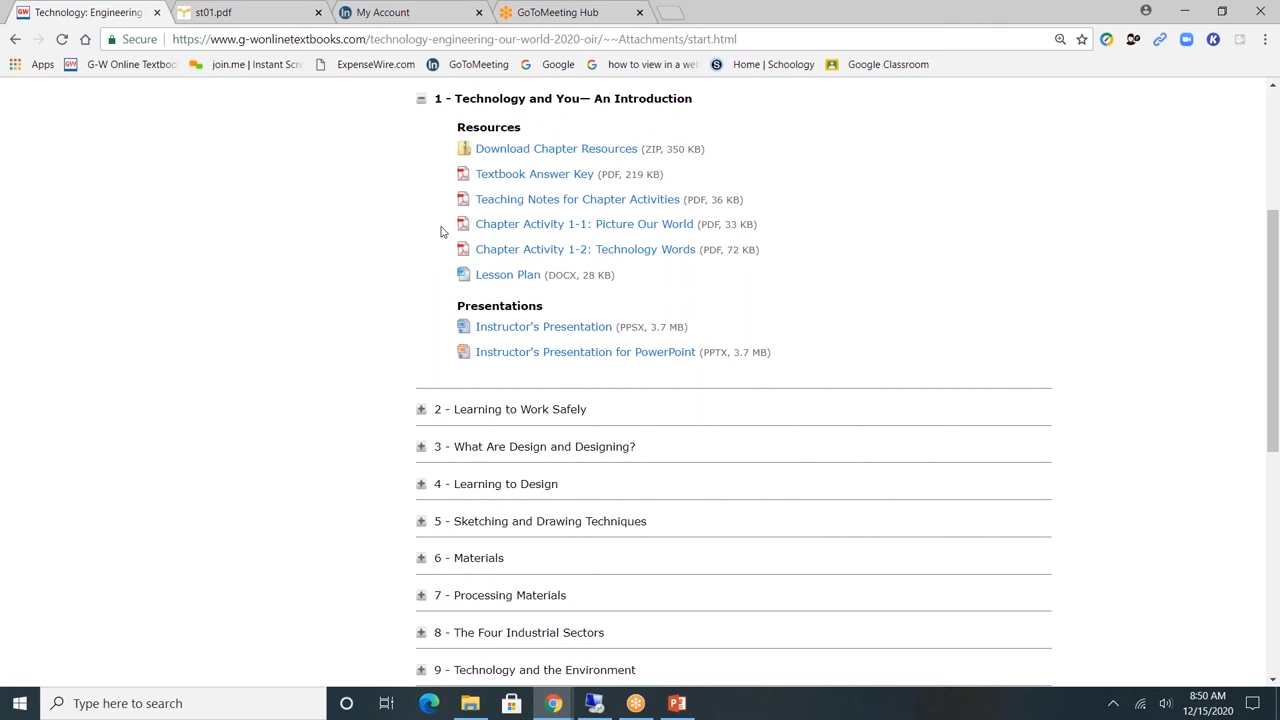 GW Technology: Engineering
st01.pdf
My Account
GoToMeeting Hub
Secure https://www.g-wonlinetextbooks.com/technology-engineering-our-world-2020-oir/~~Attachments/start.html
Apps
G-W Online Textboo
join.me | Instant Scre
ExpenseWire.com
GoToMeeting
Google
how to view in a web
Home | Schoology
Google Classroom
1 - Technology and You— An Introduction
Resources
Download Chapter Resources (ZIP, 350 KB)
Textbook Answer Key (PDF, 219 KB)
Teaching Notes for Chapter Activities (PDF, 36 KB)
Chapter Activity 1-1: Picture Our World (PDF, 33 KB)
Chapter Activity 1-2: Technology Words (PDF, 72 KB)
Lesson Plan (DOCX, 28 KB)
Presentations
Instructor's Presentation (PPSX, 3.7 MB)
Instructor's Presentation for PowerPoint (PPTX, 3.7 MB)
2 - Learning to Work Safely
3 - What Are Design and Designing?
4 - Learning to Design
5 - Sketching and Drawing Techniques
6 - Materials
7 - Processing Materials
8 - The Four Industrial Sectors
9 - Technology and the Environment
Type here to search
8:50 AM
12/15/2020